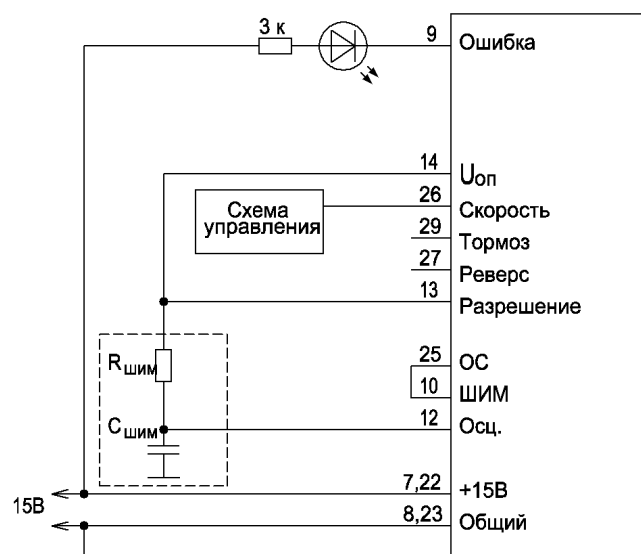 3 к
9 Ошибка
14 Uоп
26 Скорость
Схема
управления
29 Тормоз
27 Реверс
13 Разрешение
Rшим
25 ОС
10 ШИМ
Cшим
12 Осц.
7,22 +15В
15В
8,23 Общий